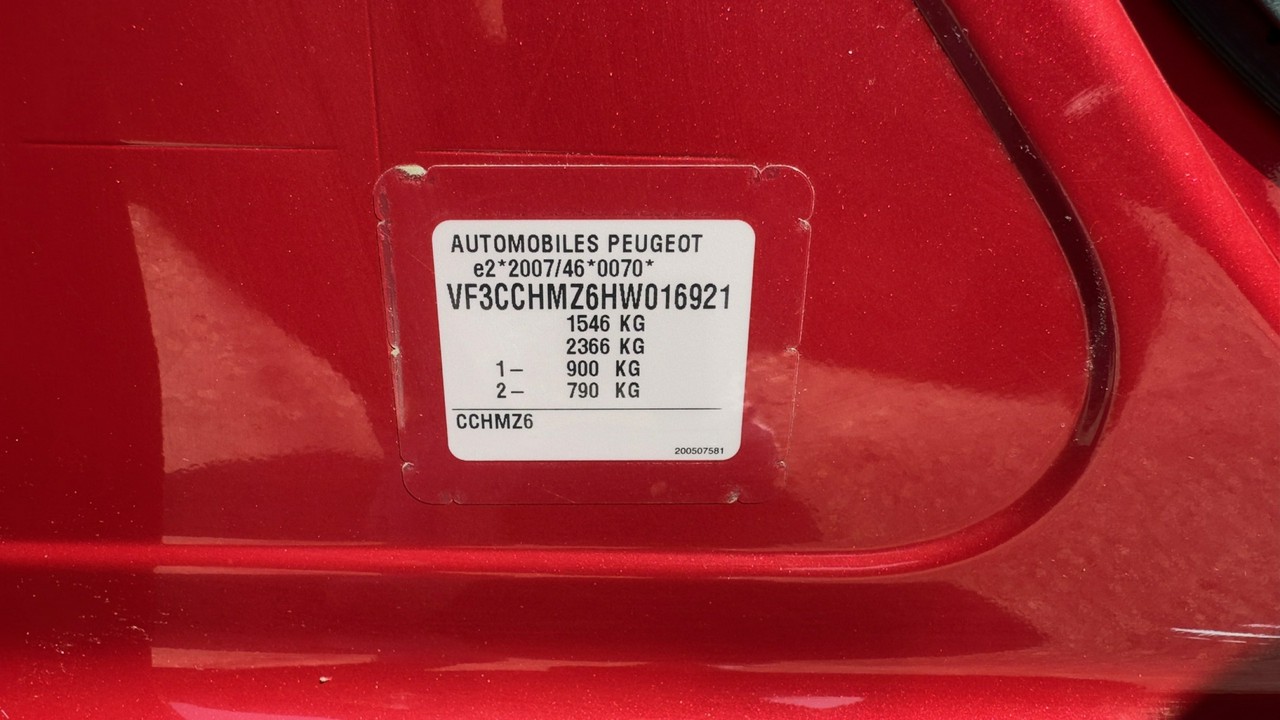 AUTOMOBILES PEUGEOT
e2*2007/46*0070*
VF3CCHMZ6HW016921
1546 KG
2366 KG
1– 900 KG
2– 790 KG
CCHMZ6
200507581